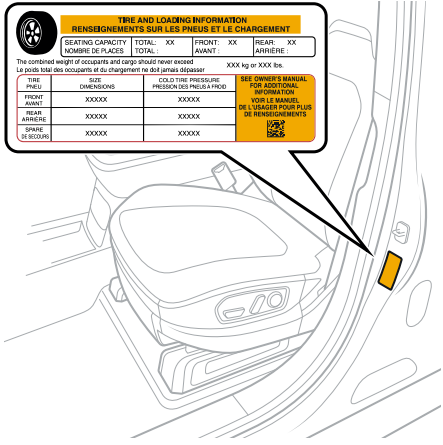 TIRE AND LOADING INFORMATION
RENSEIGNEMENTS SUR LES PNEUS ET LE CHARGEMENT
SEATING CAPACITY TOTAL: XX FRONT: XX REAR: XX
NOMBRE DE PLACES TOTAL : AVANT : ARRIÈRE :
The combined weight of occupants and cargo should never exceed
Le poids total des occupants et du chargement ne doit jamais dépasser
XXX kg or XXX lbs.
TIRE SIZE COLD TIRE PRESSURE
PNEU DIMENSIONS PRESSION DES PNEUS A FROID
FRONT
AVANT XXXXX XXXXX
REAR
ARRIÈRE XXXXX XXXXX
SPARE
DE SECOURS XXXXX XXXXX
SEE OWNER'S MANUAL
FOR ADDITIONAL
INFORMATION
VOIR LE MANUEL
DE L'USAGER POUR PLUS
DE RENSEIGNEMENTS